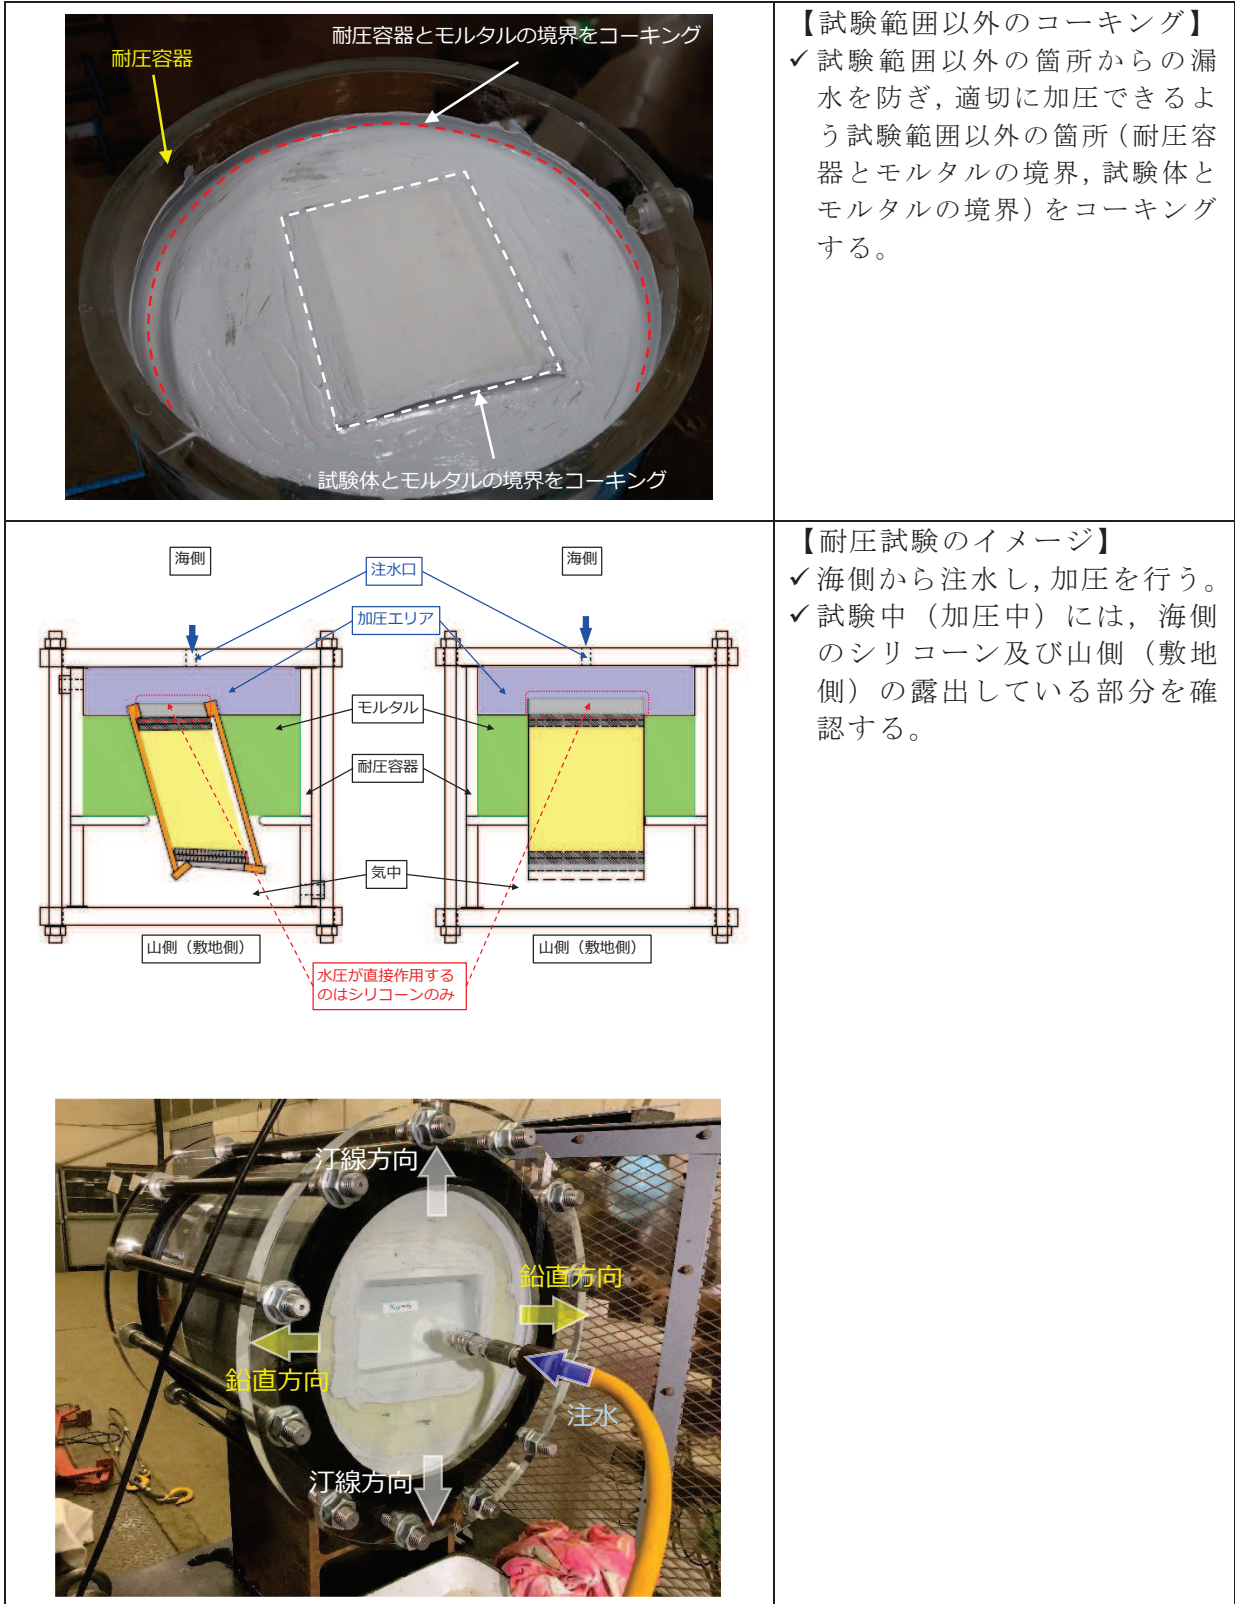 耐圧容器とモルタルの境界をコーキング
耐圧容器
試験体とモルタルの境界をコーキング
【試験範囲以外のコーキング】
✓試験範囲以外の箇所からの漏
水を防ぎ,適切に加圧できるよ
う試験範囲以外の箇所（耐圧容
器とモルタルの境界,試験体と
モルタルの境界）をコーキング
する。
海側
注水口
海側
加圧エリア
モルタル
耐圧容器
気中
山側（敷地側）
山側（敷地側）
水圧が直接作用する
のはシリコーンのみ
汀線方向
鉛直方向
鉛直方向
注水
汀線方向
【耐圧試験のイメージ】
✓海側から注水し,加圧を行う。
✓試験中（加圧中）には，海側
のシリコーン及び山側（敷地
側）の露出している部分を確
認する。